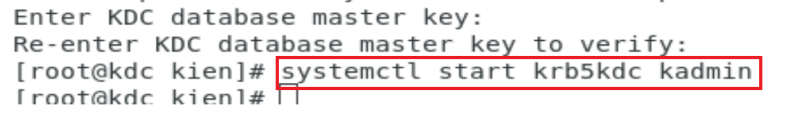 Enter KDC database master key:
Re-enter KDC database master key to verify:
[root@kdc kien]# systemctl start krb5kdc kadmin
[root@kdc kien]#